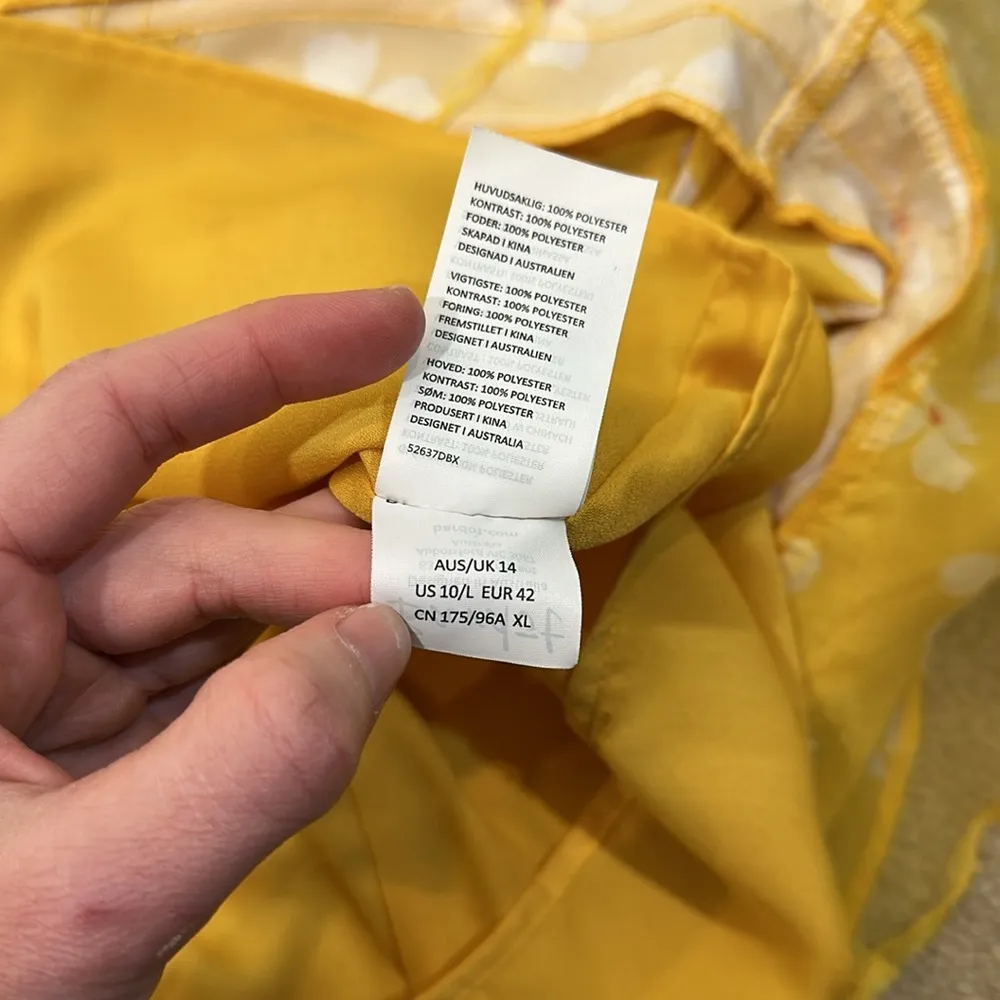 HUVUDSAKLIG: 100% POLYESTER
KONTRAST: 100% POLYESTER
FODER: 100% POLYESTER
SKAPAD I KINA
DESIGNAD I AUSTRALIEN
VIGTIGSTE: 100% POLYESTER
KONTRAST: 100% POLYESTER
FORING: 100% POLYESTER
FREMSTILLET I KINA
DESIGNET I AUSTRALIEN
HOVED: 100% POLYESTER
KONTRAST: 100% POLYESTER
SØM: 100% POLYESTER
PRODUSERT I KINA
DESIGNET I AUSTRALIA
52637DBX
AUS/UK 14
US 10/L EUR 42
CN 175/96A XL